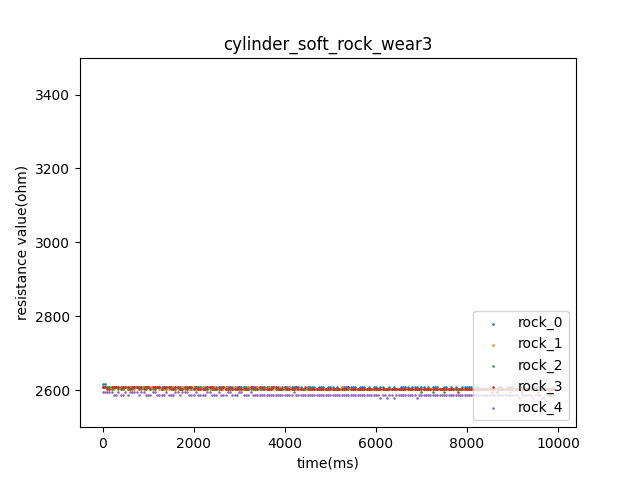 cylinder_soft_rock_wear3
3400
3200
3000
2800
2600
resistance value(ohm)
rock_0
rock_1
rock_2
rock_3
rock_4
0 2000 4000 6000 8000 10000
time(ms)